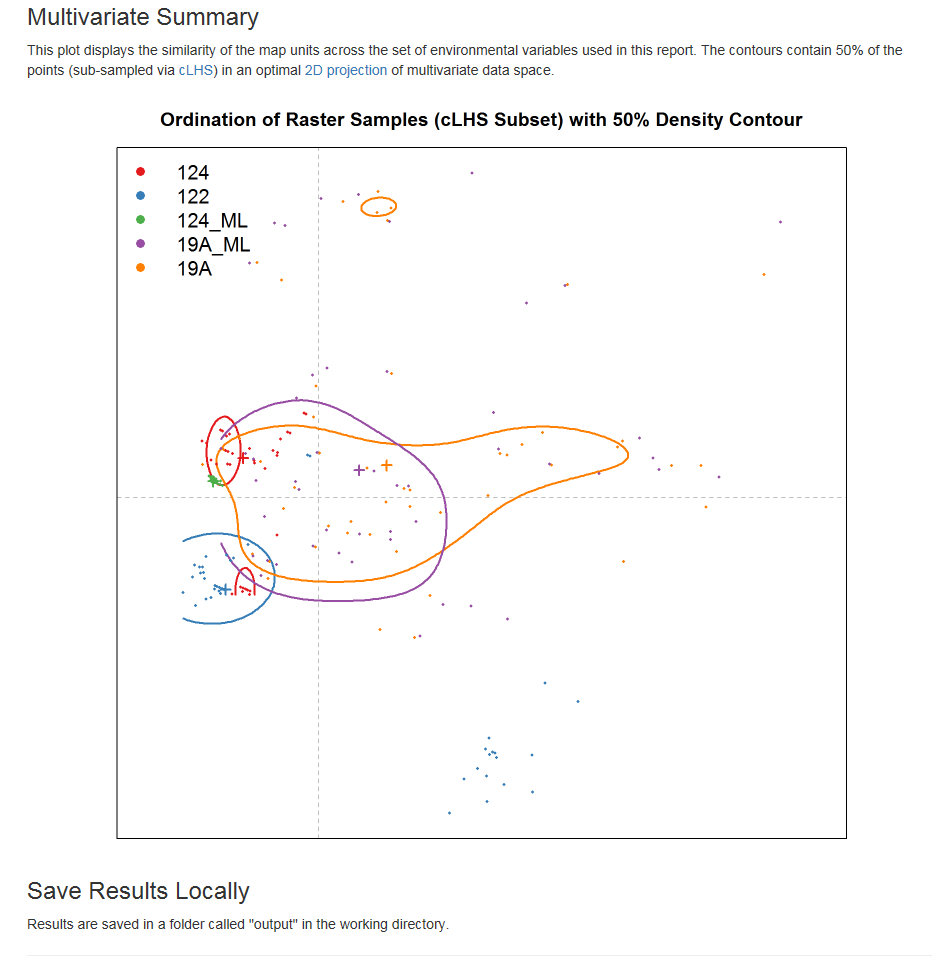 Multivariate Summary
This plot displays the similarity of the map units across the set of environmental variables used in this report. The contours contain 50% of the
points (sub-sampled via cLHS) in an optimal 2D projection of multivariate data space.
Ordination of Raster Samples (cLHS Subset) with 50% Density Contour
124
122
124_ML
19A_ML
19A
Save Results Locally
Results are saved in a folder called "output" in the working directory.